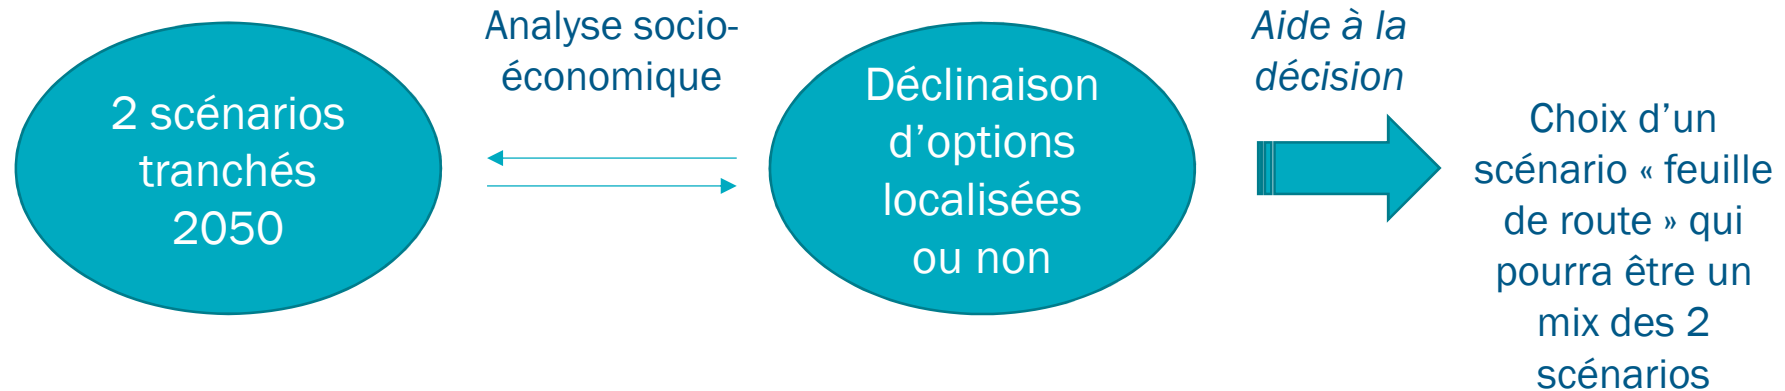 2 scénarios
tranchés
2050
Analyse socio-
économique
Déclinaison
d’options
localisées
ou non
Aide à la
décision
Choix d’un
scénario « feuille
de route » qui
pourra être un
mix des 2
scénarios